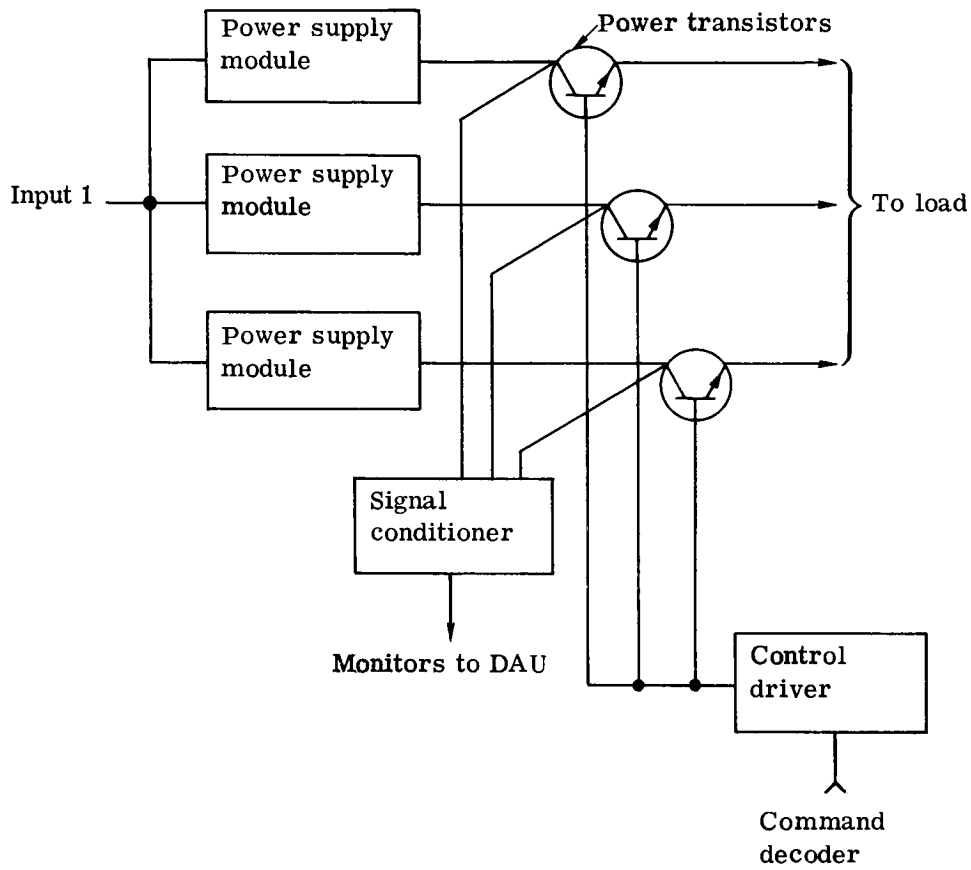 Power supply
module
Power transistors
Input 1
Power supply
module
To load
Power supply
module
Signal
conditioner
Monitors to DAU
Control
driver
Command
decoder